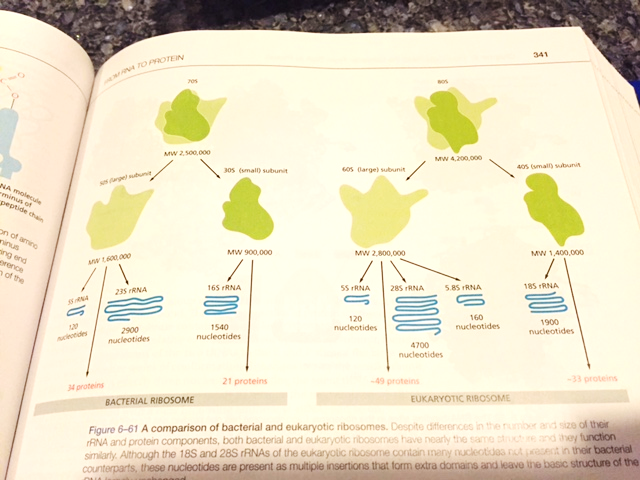 FROM RNA TO PROTEIN
341
NA molecule
rminus of
peptide chain
on of amino
minus
ring end
ference
n of the
70S
MW 2,500,000
50S (large) subunit
30S (small) subunit
MW 1,600,000
MW 900,000
5S rRNA
23S rRNA
16S rRNA
120
nucleotides
2900
nucleotides
1540
nucleotides
34 proteins
21 proteins
BACTERIAL RIBOSOME
80S
MW 4,200,000
60S (large) subunit
40S (small) subunit
MW 2,800,000
MW 1,400,000
5S rRNA
28S rRNA
5.8S rRNA
18S rRNA
120
nucleotides
4700
nucleotides
160
nucleotides
1900
nucleotides
~49 proteins
~33 proteins
EUKARYOTIC RIBOSOME
Figure 6–61 A comparison of bacterial and eukaryotic ribosomes. Despite differences in the number and size of their
rRNA and protein components, both bacterial and eukaryotic ribosomes have nearly the same structure and they function
similarly. Although the 18S and 28S rRNAs of the eukaryotic ribosome contain many nucleotides not present in their bacterial
counterparts, these nucleotides are present as multiple insertions that form extra domains and leave the basic structure of the